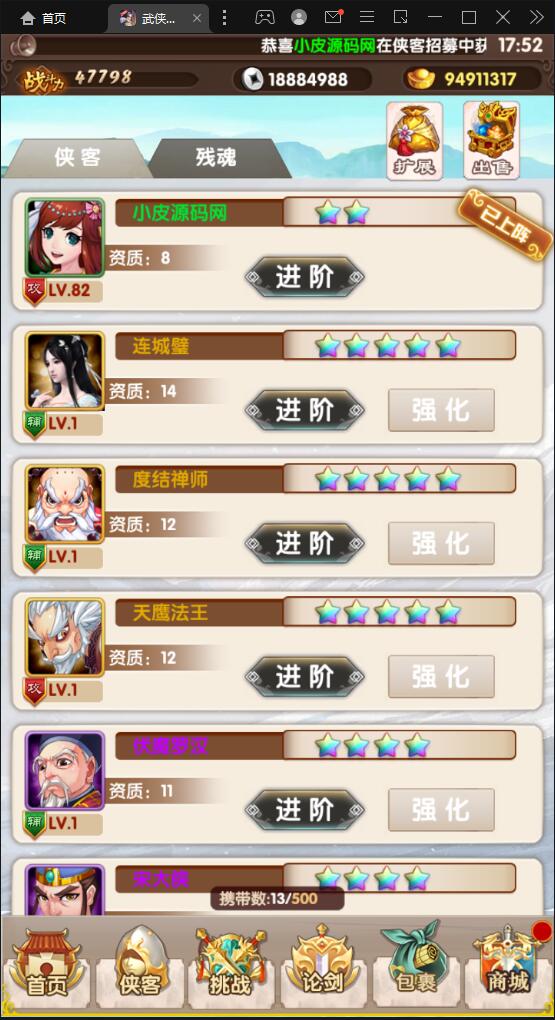 首页
武侠...
恭喜小皮源码网在侠客招募中获
17:52
战斗力 47798
18884988
94911317
侠客
残魂
扩展
出售
小皮源码网
已上阵
资质：8
攻 LV.82
进阶
连城璧
资质：14
辅 LV.1
进阶
强化
度结禅师
资质：12
辅 LV.1
进阶
强化
天鹰法王
资质：12
攻 LV.1
进阶
强化
伏魔罗汉
资质：11
辅 LV.1
进阶
强化
宋大侠
携带数:13/500
首页
侠客
挑战
论剑
包裹
商城